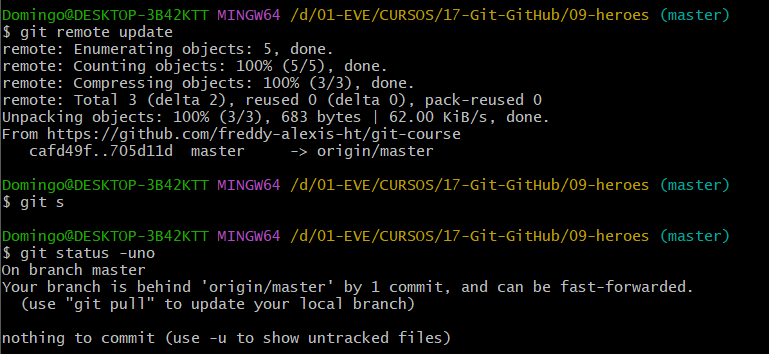 Domingo@DESKTOP-3B42KTT MINGW64 /d/01-EVE/CURSOS/17-Git-GitHub/09-heroes (master)
$ git remote update
remote: Enumerating objects: 5, done.
remote: Counting objects: 100% (5/5), done.
remote: Compressing objects: 100% (3/3), done.
remote: Total 3 (delta 2), reused 0 (delta 0), pack-reused 0
Unpacking objects: 100% (3/3), 683 bytes | 62.00 KiB/s, done.
From https://github.com/freddy-alexis-ht/git-course
   cafd49f..705d11d  master     -> origin/master

Domingo@DESKTOP-3B42KTT MINGW64 /d/01-EVE/CURSOS/17-Git-GitHub/09-heroes (master)
$ git s

Domingo@DESKTOP-3B42KTT MINGW64 /d/01-EVE/CURSOS/17-Git-GitHub/09-heroes (master)
$ git status -uno
On branch master
Your branch is behind 'origin/master' by 1 commit, and can be fast-forwarded.
  (use "git pull" to update your local branch)

nothing to commit (use -u to show untracked files)